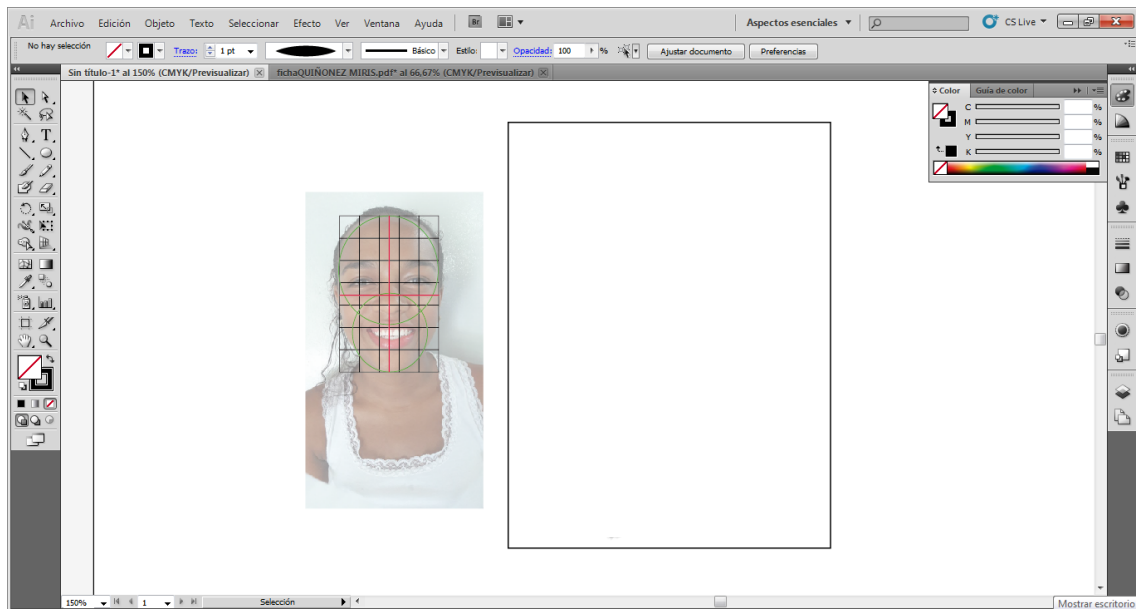 Ai Archivo Edición Objeto Texto Seleccionar Efecto Ver Ventana Ayuda Br Aspectos esenciales CS Live
No hay selección Trazo: 1 pt Básico Estilo: Opacidad: 100 % Ajustar documento Preferencias
Sin título-1* al 150% (CMYK/Previsualizar) fichaQUIÑONEZ MIRIS.pdf* al 66,67% (CMYK/Previsualizar)
Color Guía de color
C %
M %
Y %
K %
150% 1 Selección Mostrar escritorio